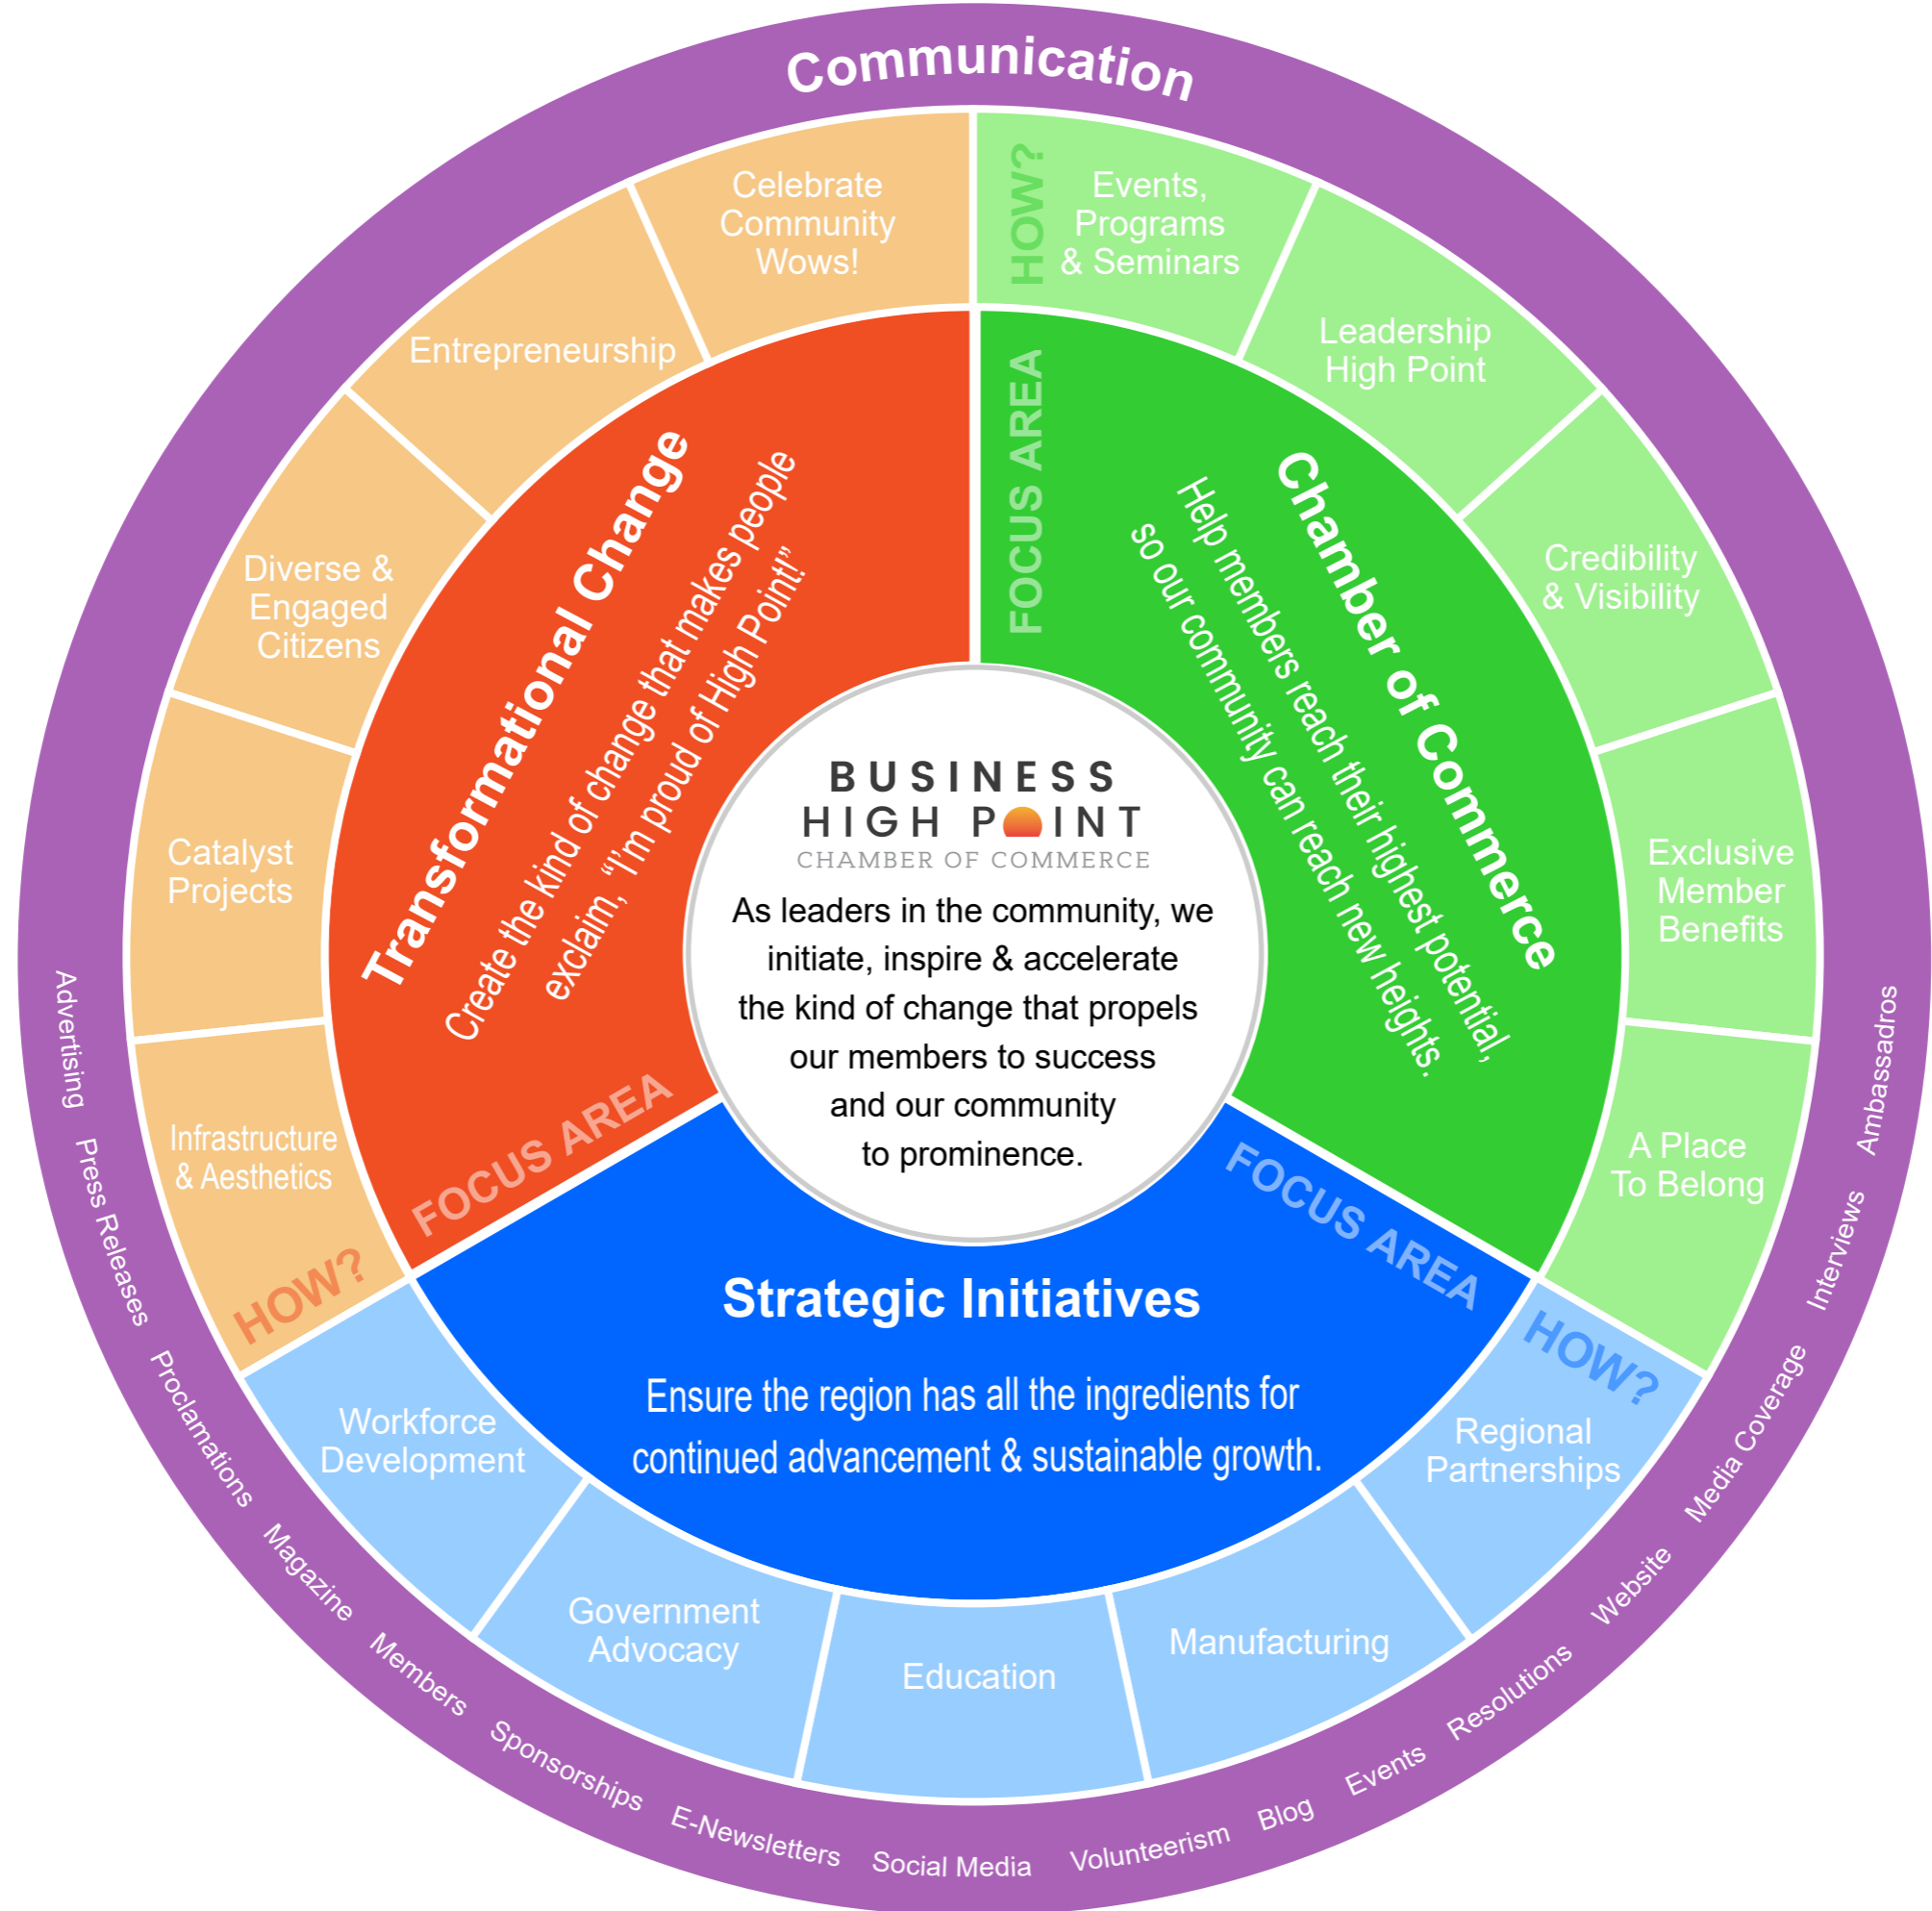 Communication
HOW?
Events,
Programs
& Seminars
Leadership
High Point
Credibility
& Visibility
Exclusive
Member
Benefits
A Place
To Belong
FOCUS AREA
Chamber of Commerce
Help members reach their highest potential,
so our community can reach new heights.
HOW?
Regional
Partnerships
Manufacturing
Education
Government
Advocacy
Workforce
Development
FOCUS AREA
Strategic Initiatives
Ensure the region has all the ingredients for
continued advancement & sustainable growth.
HOW?
Infrastructure
& Aesthetics
Catalyst
Projects
Diverse &
Engaged
Citizens
Entrepreneurship
Celebrate
Community
Wows!
FOCUS AREA
Transformational Change
Create the kind of change that makes people
exclaim, “I’m proud of High Point!”
BUSINESS
HIGH POINT
CHAMBER OF COMMERCE
As leaders in the community, we
initiate, inspire & accelerate
the kind of change that propels
our members to success
and our community
to prominence.
Advertising
Press Releases
Proclamations
Magazine
Members
Sponsorships
E-Newsletters
Social Media
Volunteerism
Blog
Events
Resolutions
Website
Media Coverage
Interviews
Ambassadros